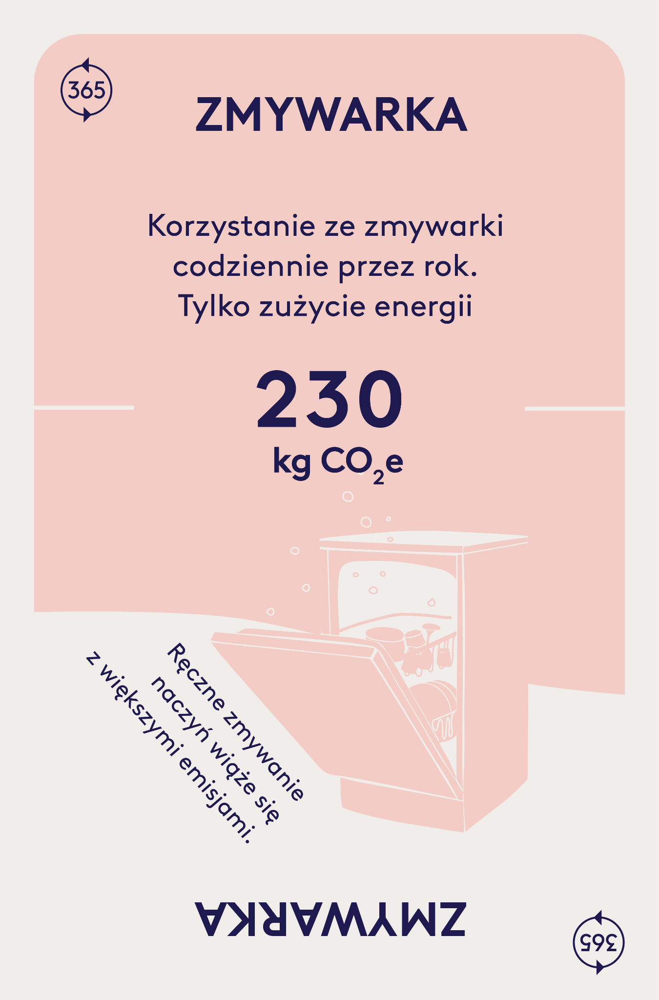 365
ZMYWARKA
Korzystanie ze zmywarki
codziennie przez rok.
Tylko zużycie energii
230
kg CO₂e
Ręczne zmywanie
naczyń wiąże się
z większymi emisjami.
ZMYWARKA
365